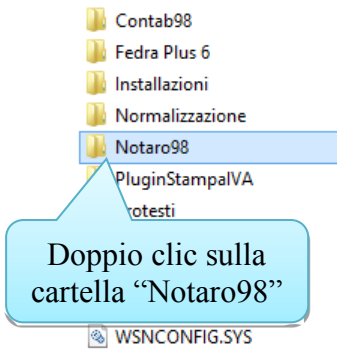 Contab98
Fedra Plus 6
Installazioni
Normalizzazione
Notaro98
PluginStampaIVA
rotesti
Doppio clic sulla
cartella “Notaro98”
WSNCONFIG.SYS